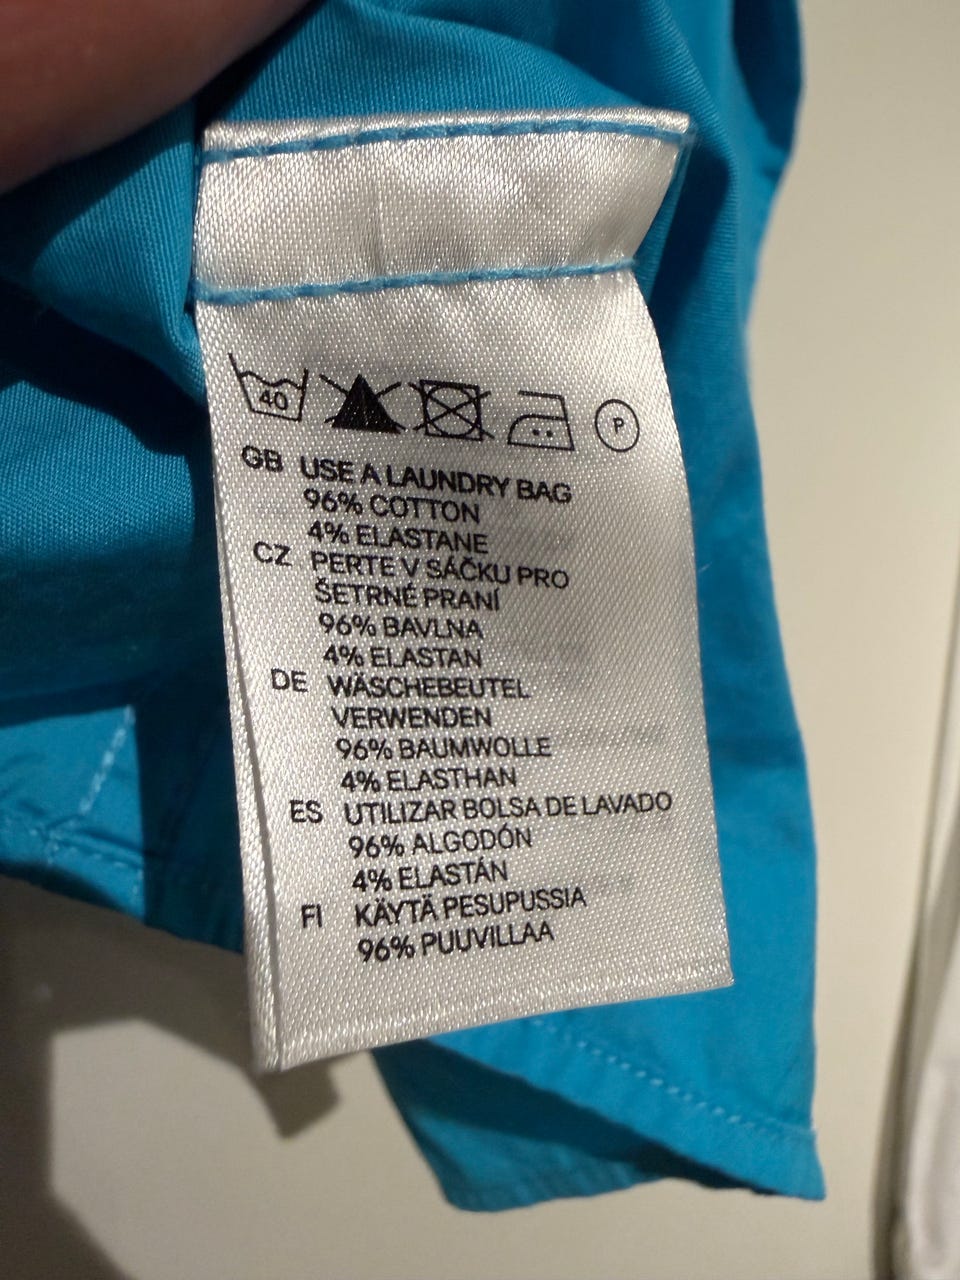 40 P
GB USE A LAUNDRY BAG
96% COTTON
4% ELASTANE
CZ PERTE V SÁČKU PRO
ŠETRNÉ PRANÍ
96% BAVLNA
4% ELASTAN
DE WÄSCHEBEUTEL
VERWENDEN
96% BAUMWOLLE
4% ELASTHAN
ES UTILIZAR BOLSA DE LAVADO
96% ALGODÓN
4% ELASTÁN
FI KÄYTÄ PESUPUSSIA
96% PUUVILLAA